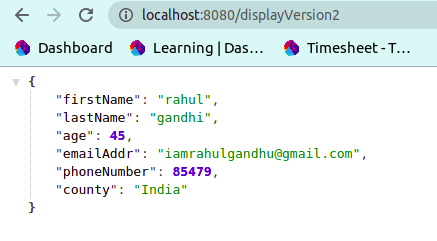 localhost:8080/displayVersion2
Dashboard Learning | Das... Timesheet - T...
{
"firstName": "rahul",
"lastName": "gandhi",
"age": 45,
"emailAddr": "iamrahulgandhu@gmail.com",
"phoneNumber": 85479,
"county": "India"
}